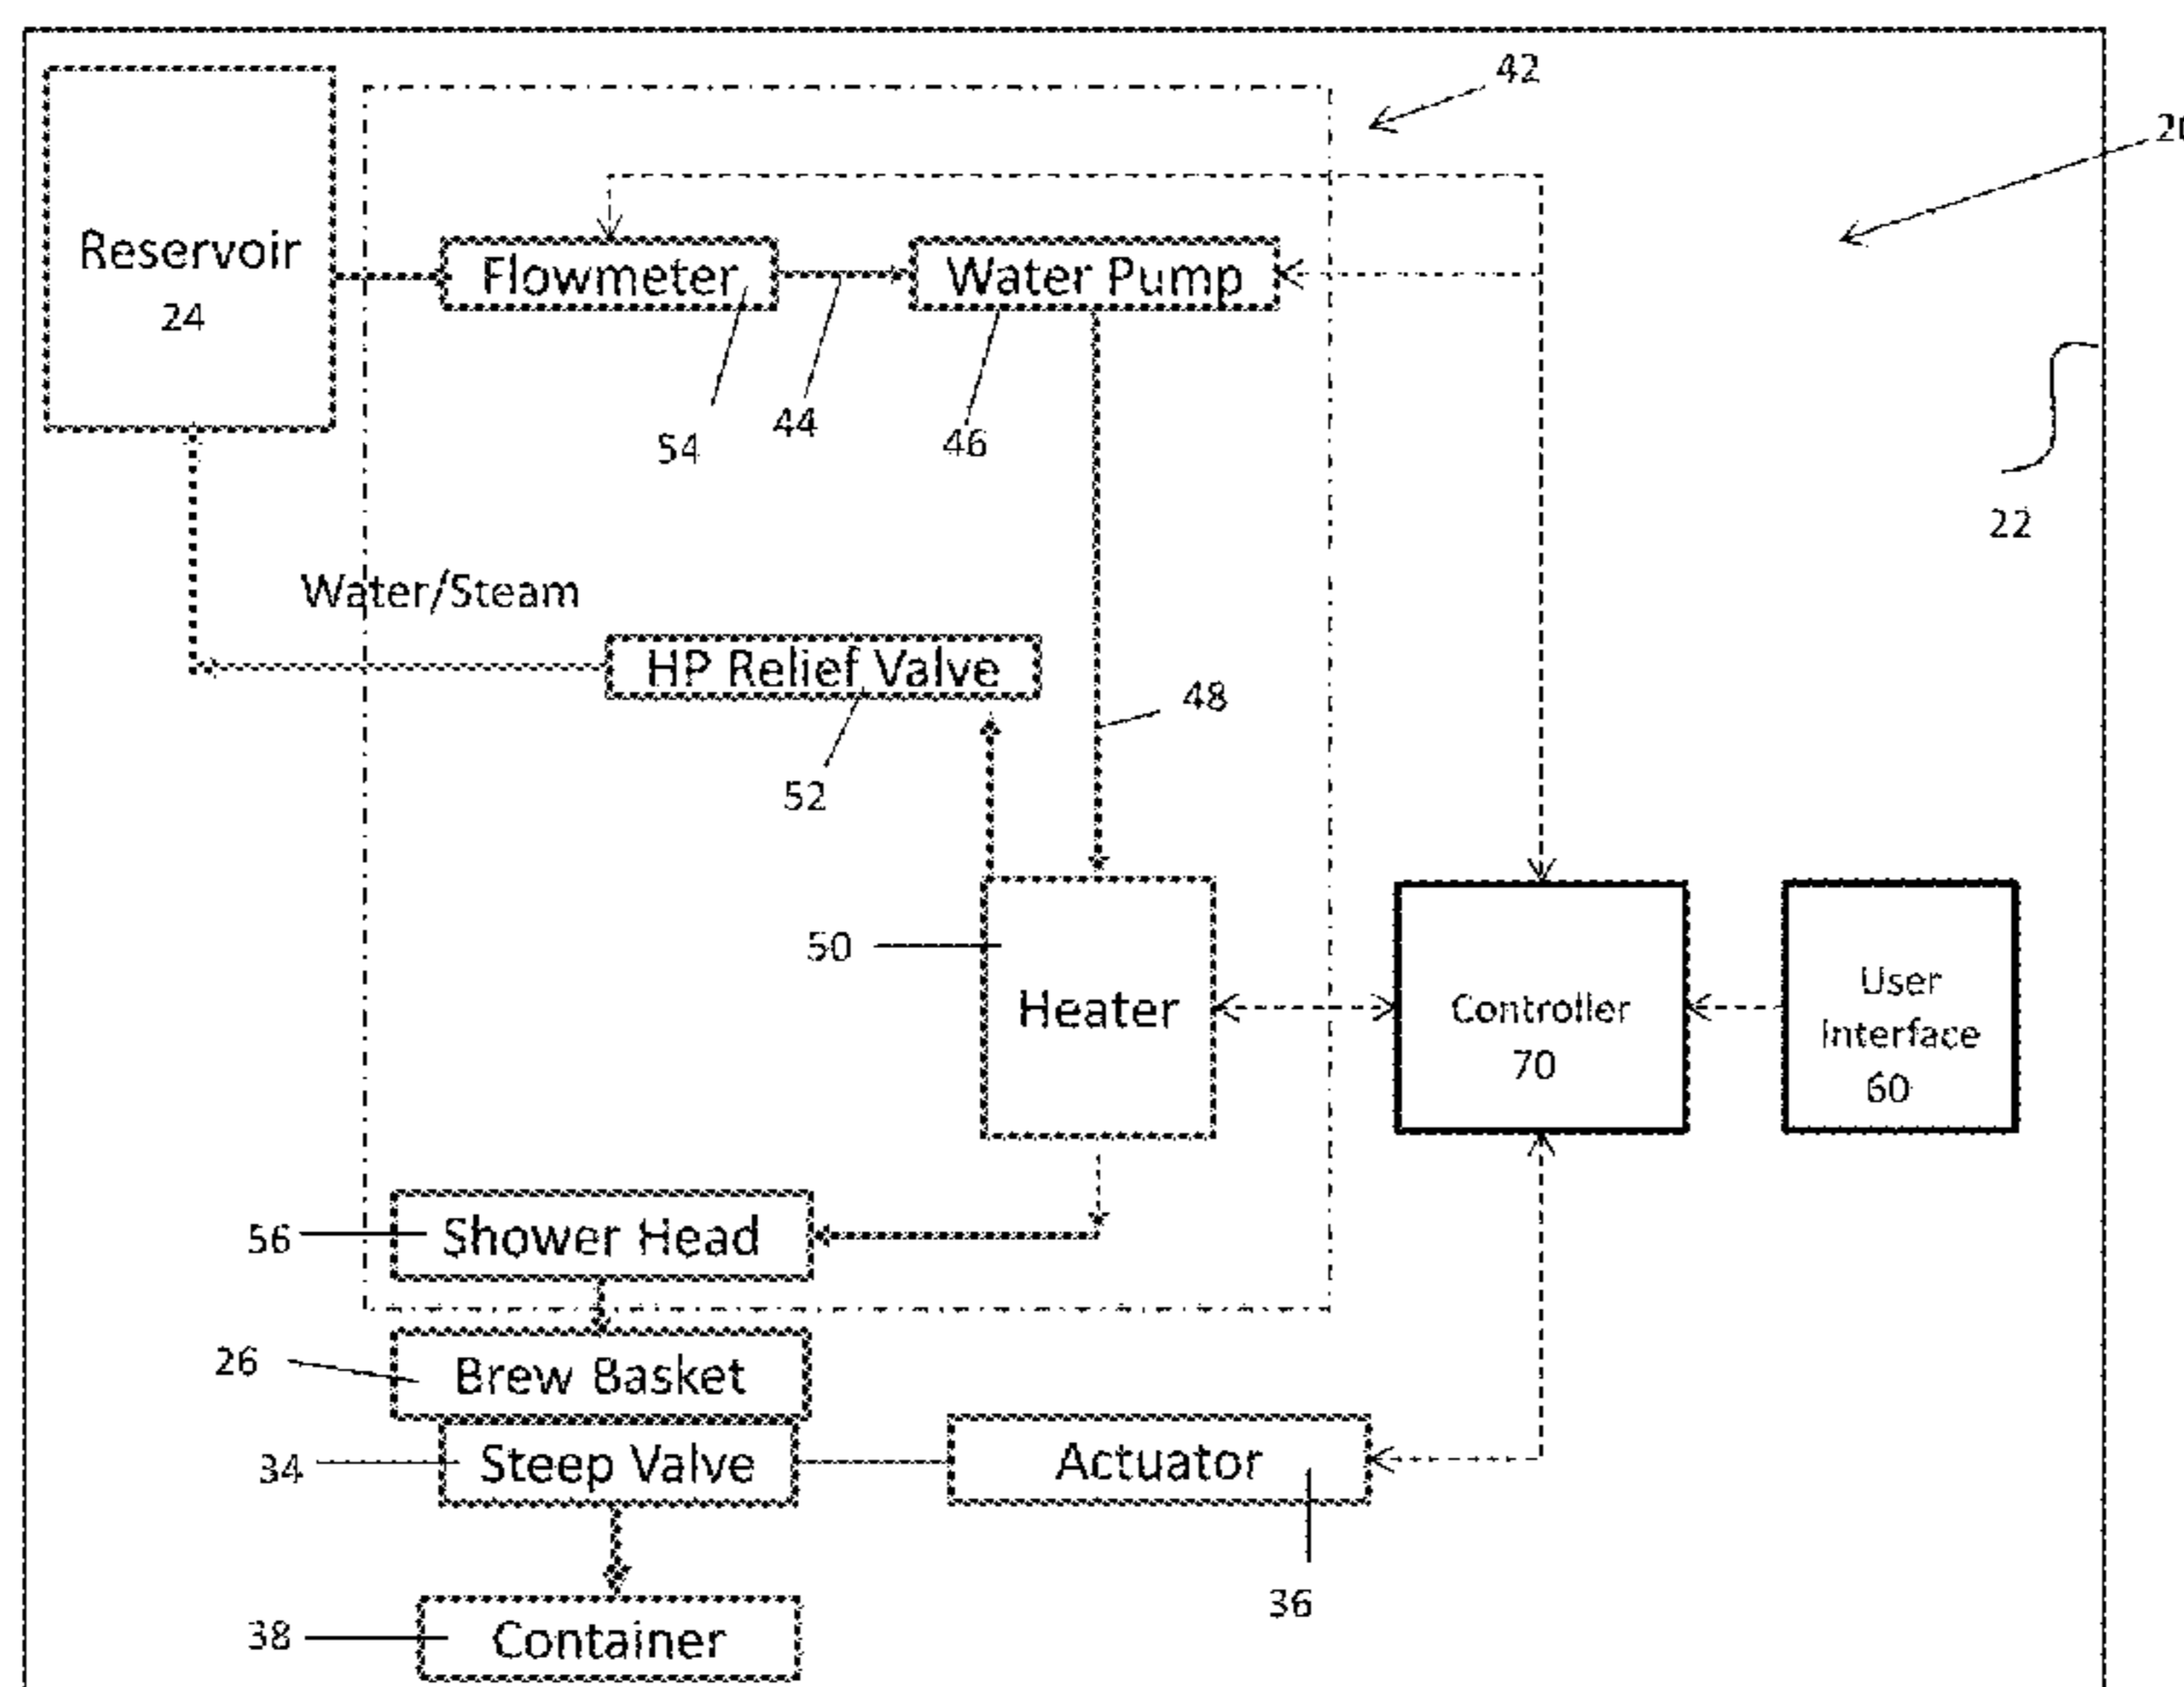 42
20
Reservoir
24
Flowmeter
Water Pump
54
44
46
22
Water/Steam
HP Relief Valve
48
52
50
Heater
Controller
70
User
Interface
60
56
Shower Head
26
Brew Basket
34
Steep Valve
Actuator
36
38
Container